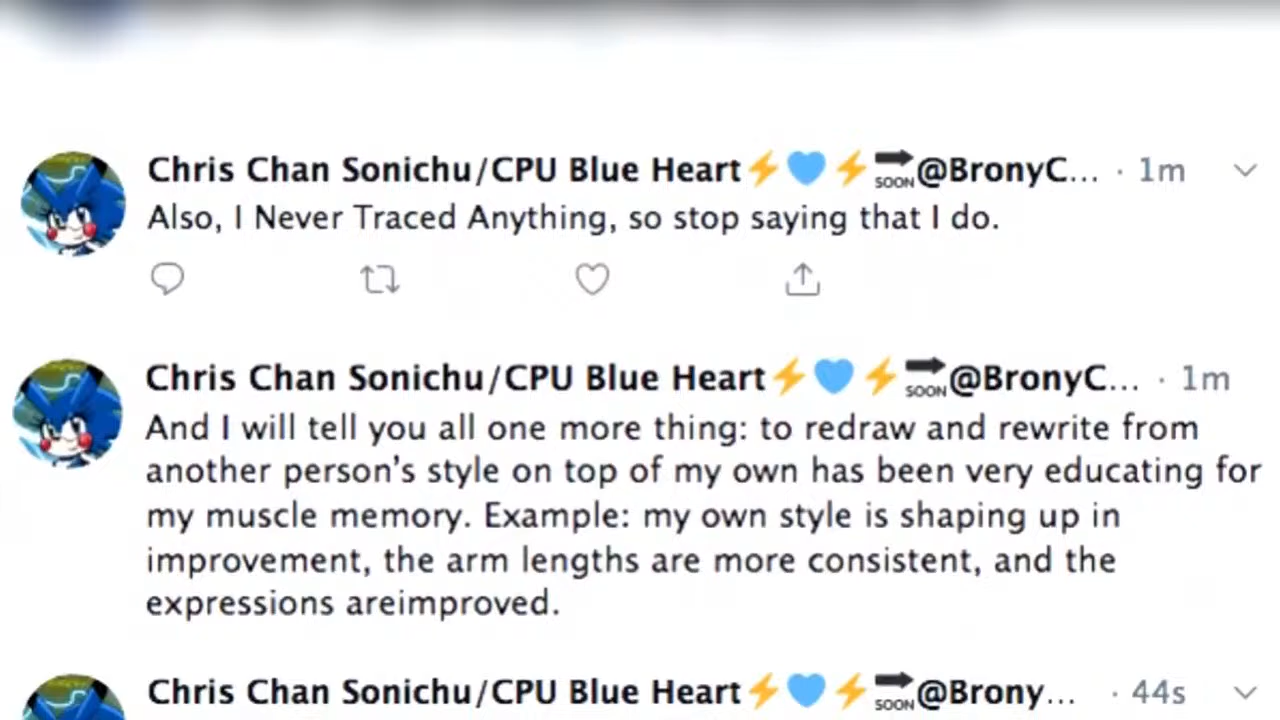 Chris Chan Sonichu/CPU Blue Heart⚡💙⚡🔜@BronyC... · 1m
Also, I Never Traced Anything, so stop saying that I do.
Chris Chan Sonichu/CPU Blue Heart⚡💙⚡🔜@BronyC... · 1m
And I will tell you all one more thing: to redraw and rewrite from
another person’s style on top of my own has been very educating for
my muscle memory. Example: my own style is shaping up in
improvement, the arm lengths are more consistent, and the
expressions areimproved.
Chris Chan Sonichu/CPU Blue Heart⚡💙⚡🔜@Brony... · 44s